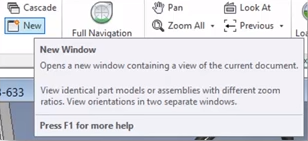 Cascade
Pan
Look At
New
Full Navigation
Zoom All
Previous
New Window
Opens a new window containing a view of the current document.
-633
View identical part models or assemblies with different zoom
ratios. View orientations in two separate windows.
Press F1 for more help